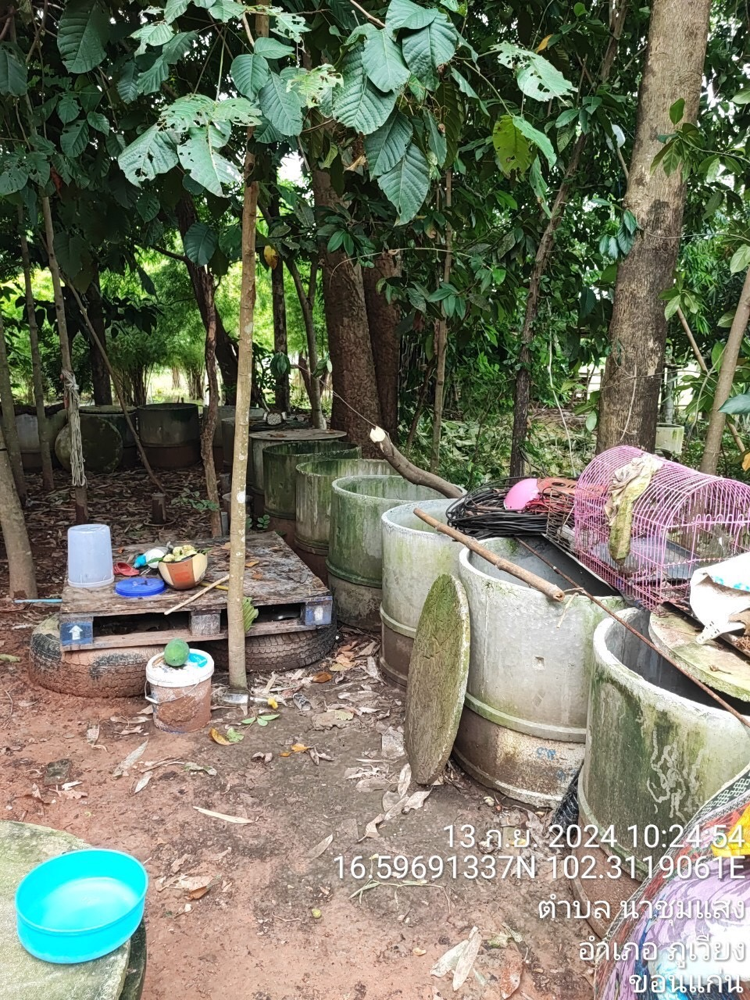 13 ก.ย. 2024 10:24:54
16.59691337N 102.3119061E
ตำบล นาชุมแสง
อำเภอ ภูเวียง
ขอนแก่น